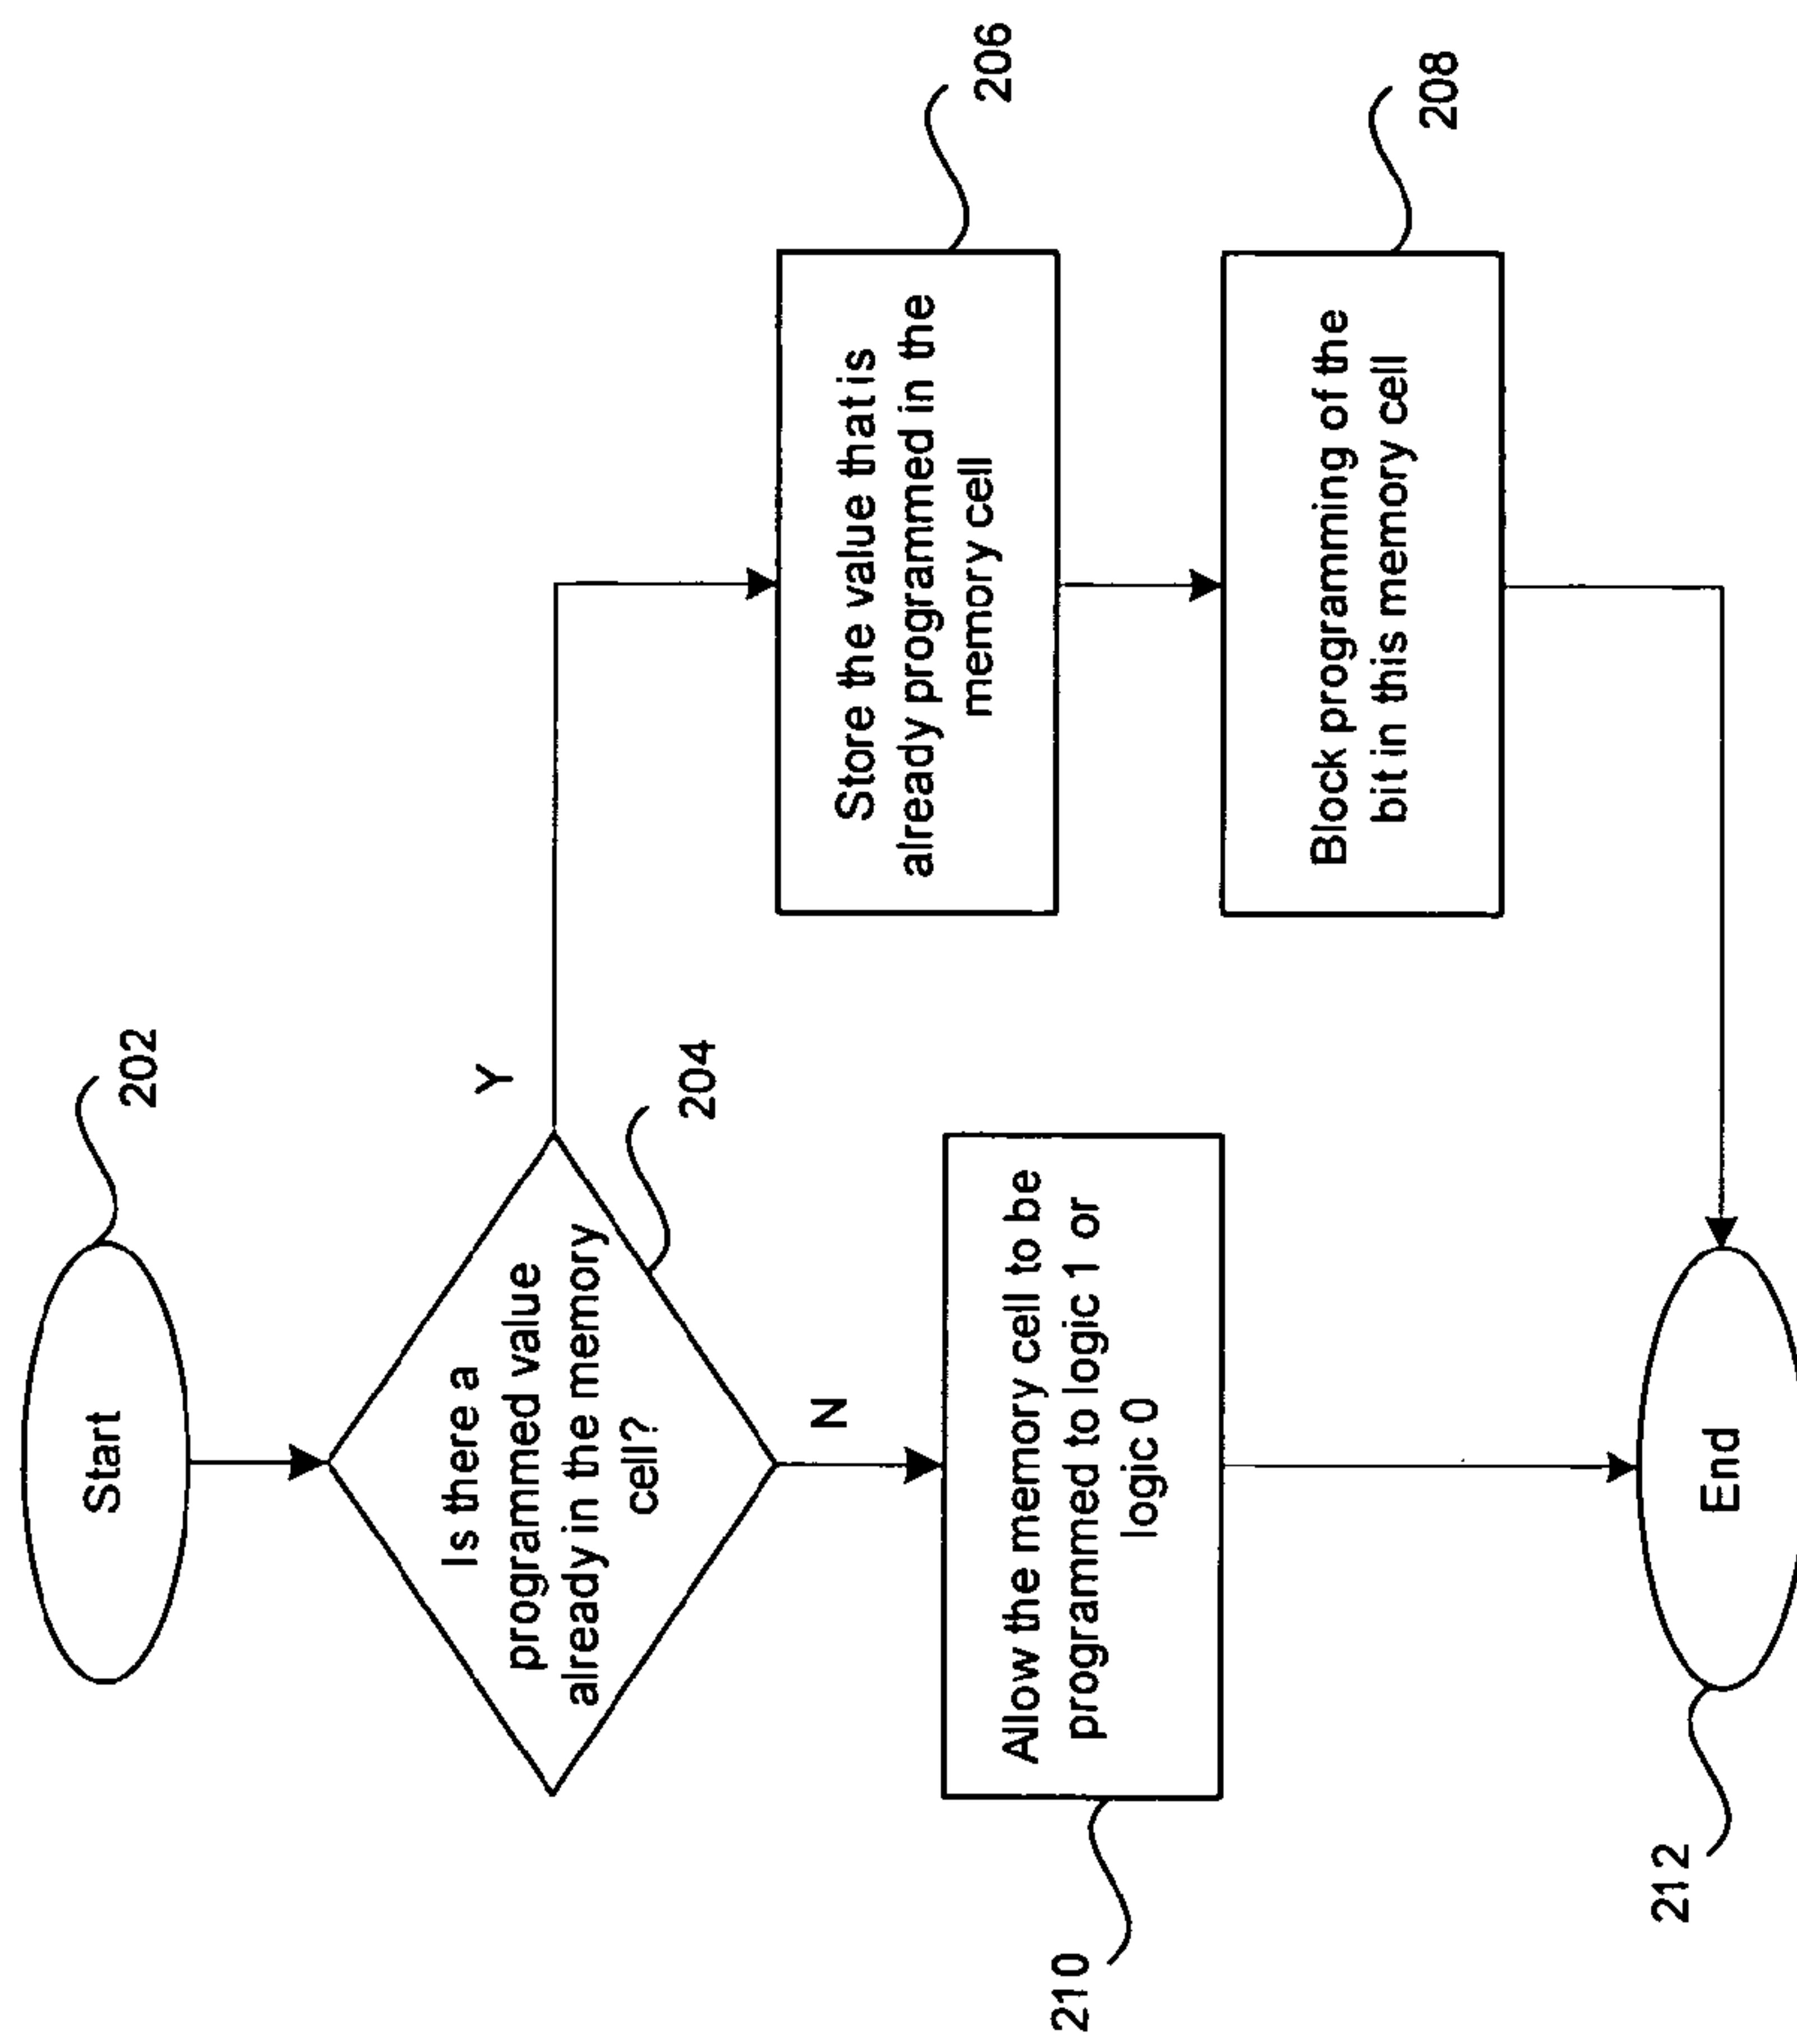 Start
202
Is there a
programmed value
already in the memory
cell?
204
Y
Store the value that is
already programmed in the
memory cell
206
Block programming of the
bit in this memory cell
208
N
Allow the memory cell to be
programmed to logic 1 or
logic 0
210
End
212